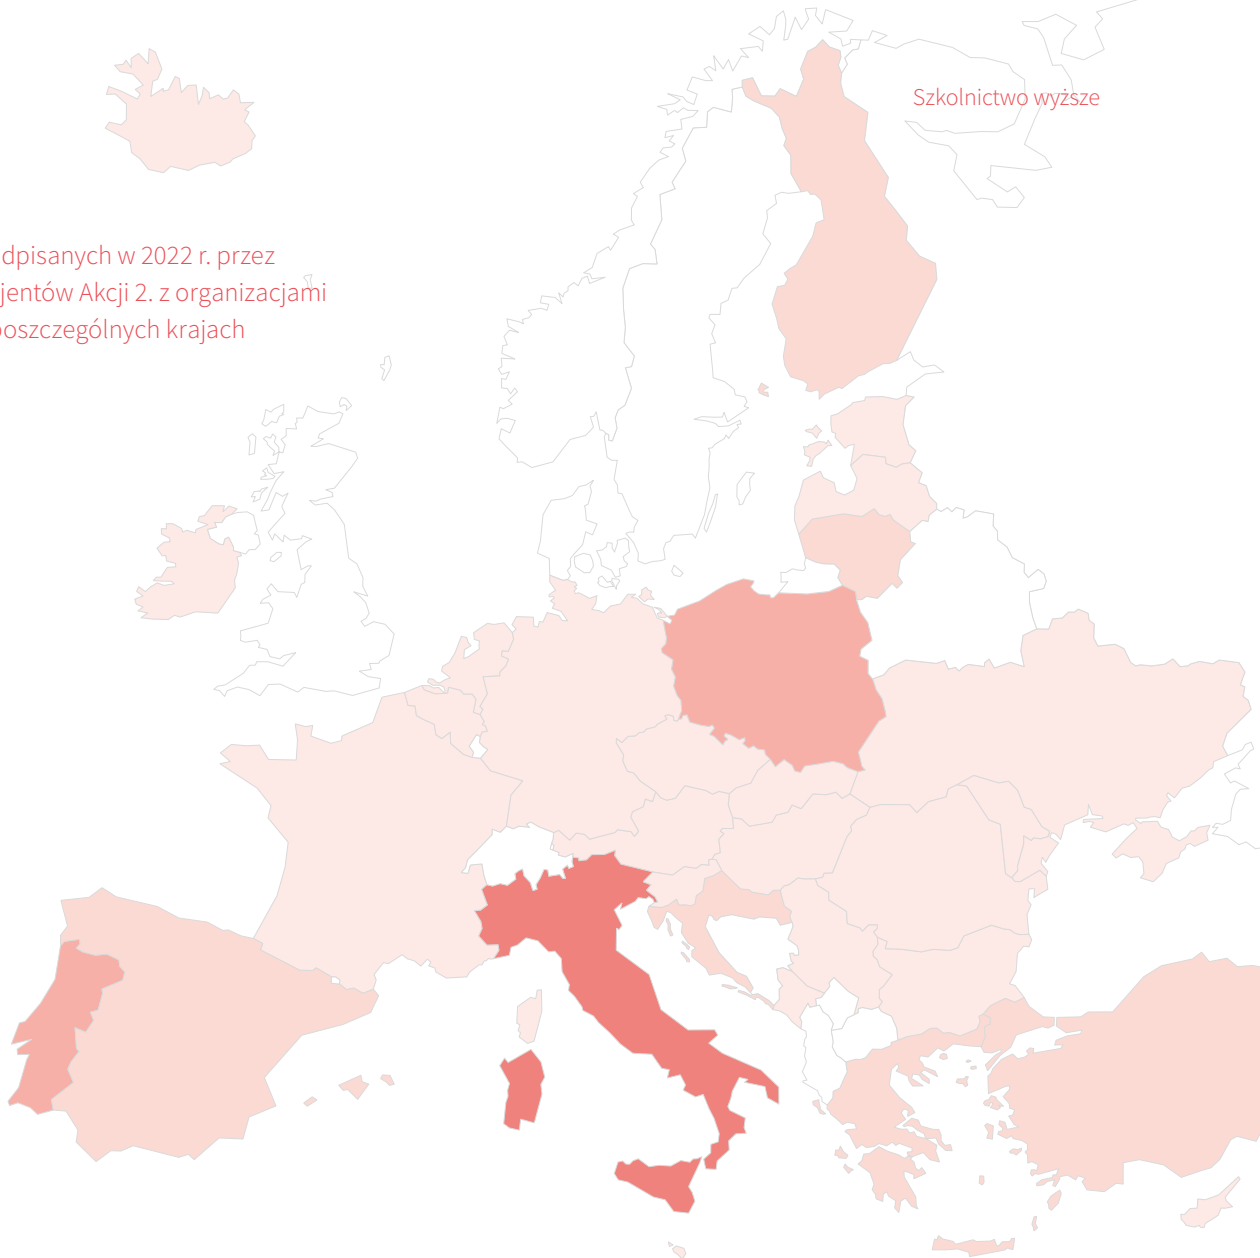 Szkolnictwo wyższe
dpisanych w 2022 r. przez
jentów Akcji 2. z organizacjami
poszczególnych krajach